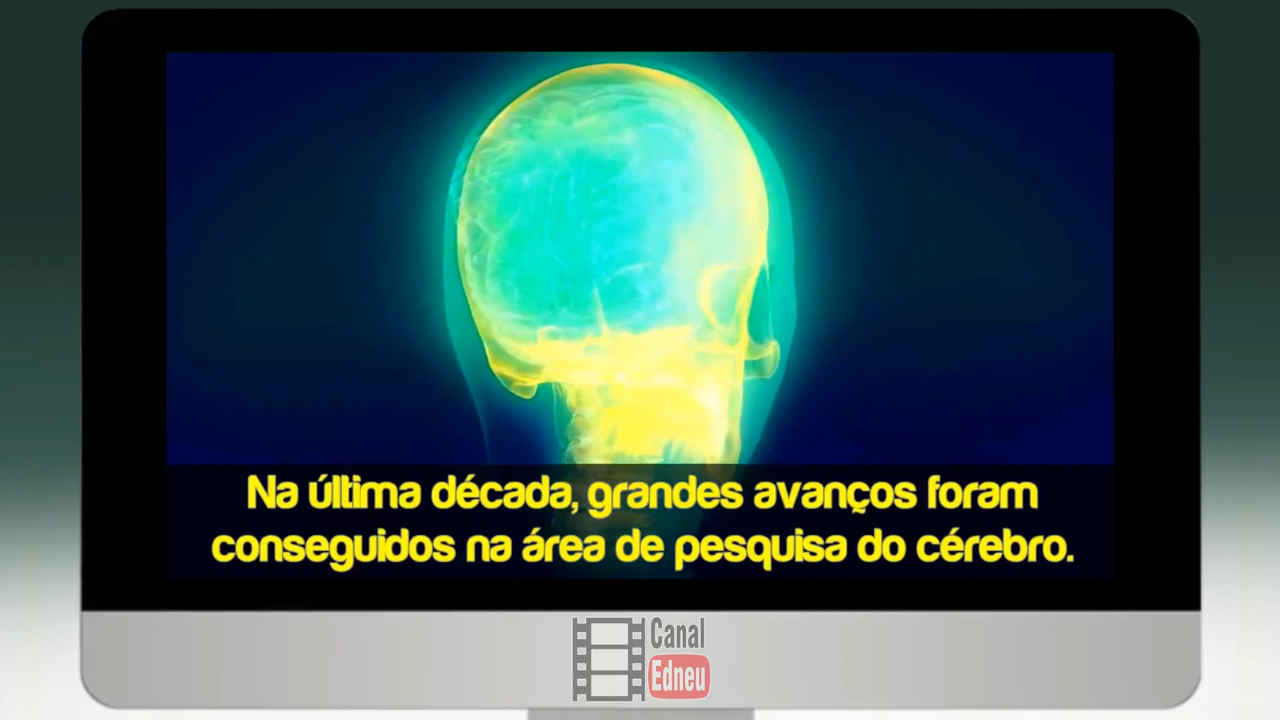 Na última década, grandes avanços foram
conseguidos na área de pesquisa do cérebro.
Canal
Edneu